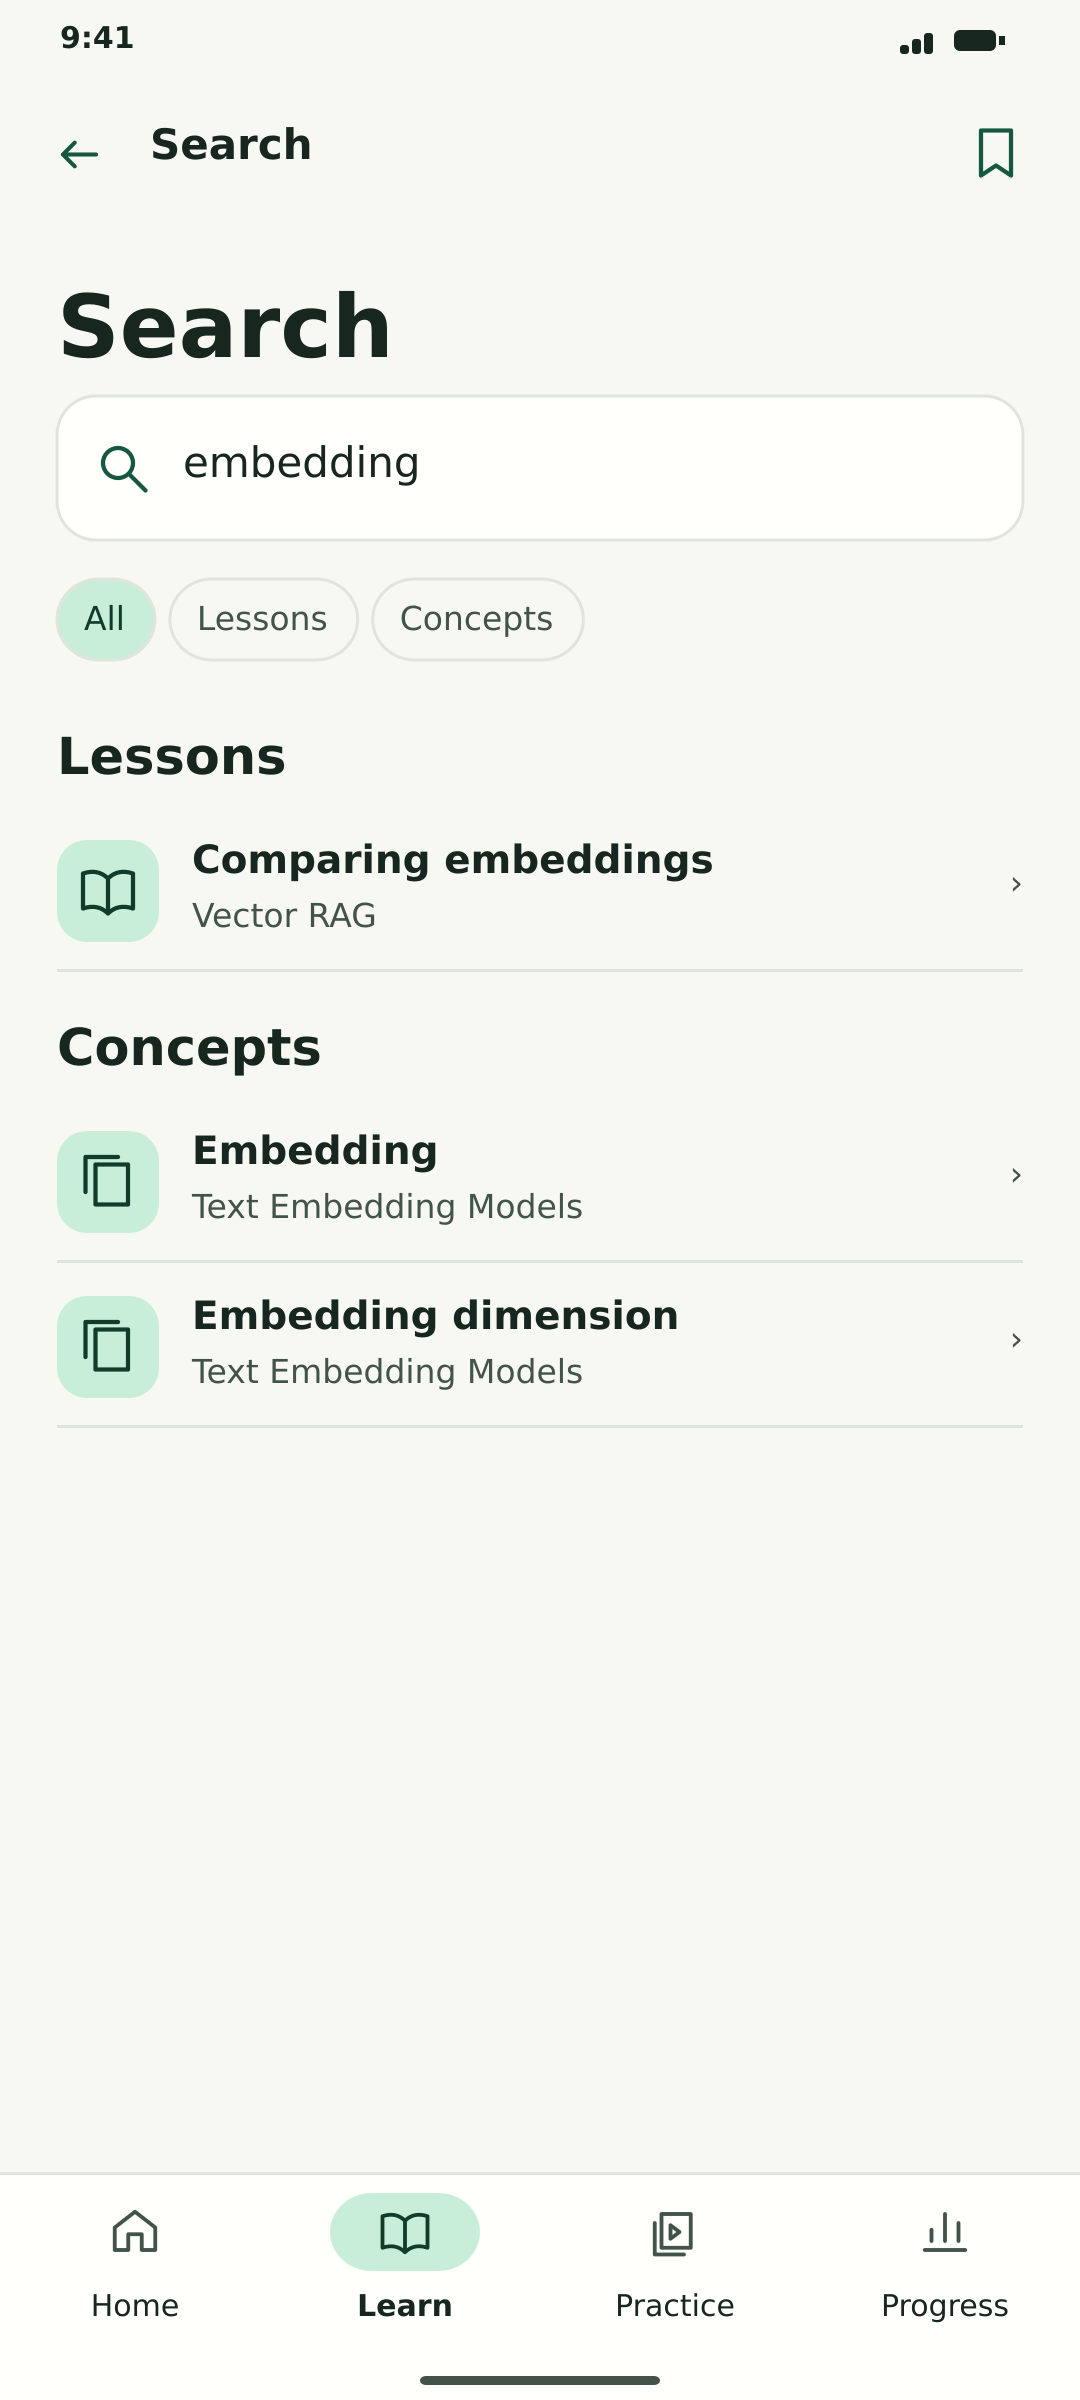 9:41
Search
Search
embedding
All
Lessons
Concepts
Lessons
Comparing embeddings
Vector RAG
Concepts
Embedding
Text Embedding Models
Embedding dimension
Text Embedding Models
Home
Learn
Practice
Progress